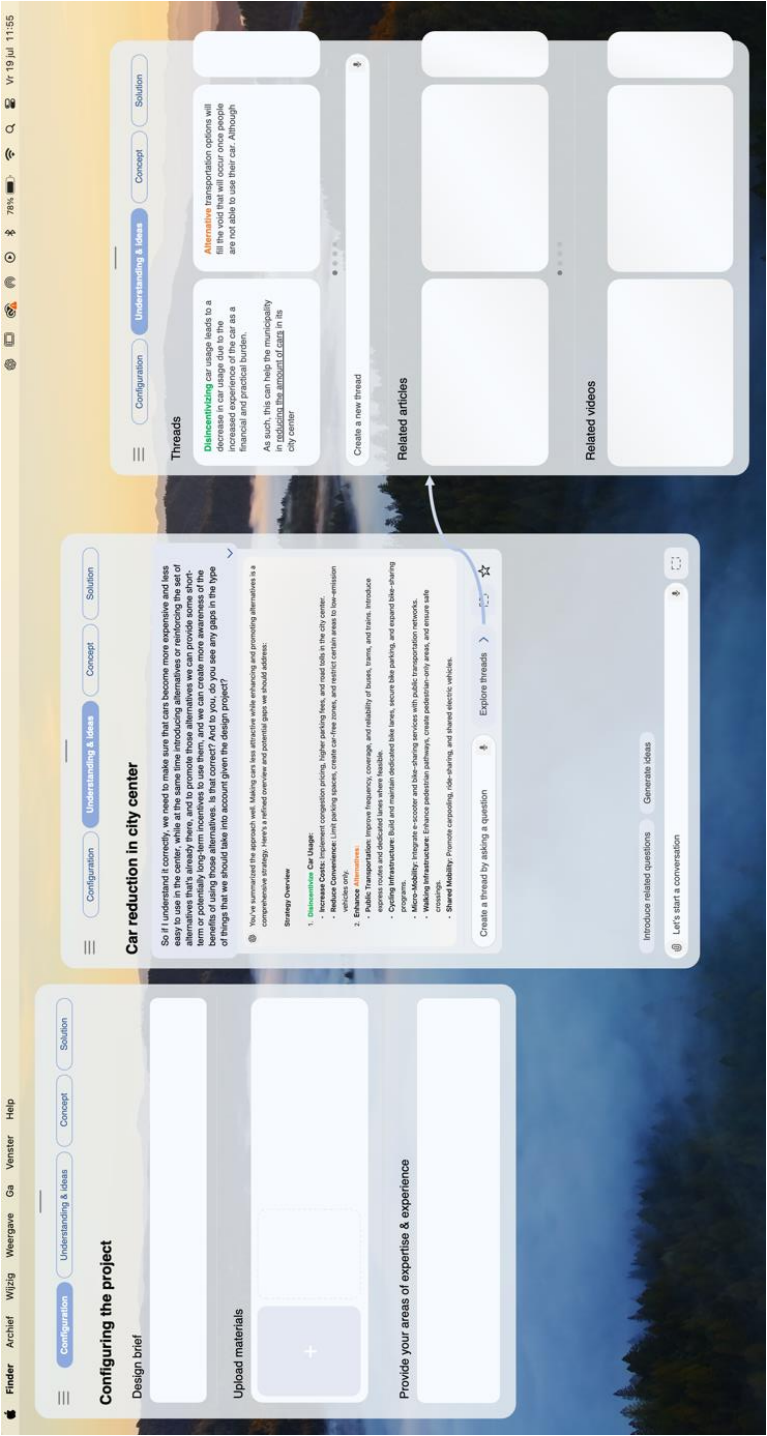 Finder Archief Wijzig Weergave Ga Venster Help
78% Vr 19 jul 11:55
Configuration Understanding & ideas Concept Solution
Configuring the project
Design brief
Upload materials
+
Provide your areas of expertise & experience
Configuration Understanding & ideas Concept Solution
Car reduction in city center
So if I understand it correctly, we need to make sure that cars become more expensive and less
easy to use in the center, while at the same time introducing alternatives or reinforcing the set of
alternatives that's already there, and to promote those alternatives we can provide some short-
term or potentially long-term incentives to use them, and we can create more awareness of the
benefits of using those alternatives. Is that correct? And to you, do you see any gaps in the type
of things that we should take into account given the design project?
You've summarized the approach well. Making cars less attractive while enhancing and promoting alternatives is a
comprehensive strategy. Here's a refined overview and potential gaps we should address:
Strategy Overview
1. Disincentivize Car Usage:
• Increase Costs: Implement congestion pricing, higher parking fees, and road tolls in the city center.
• Reduce Convenience: Limit parking spaces, create car-free zones, and restrict certain areas to low-emission
vehicles only.
2. Enhance Alternatives:
• Public Transportation: Improve frequency, coverage, and reliability of buses, trams, and trains. Introduce
express routes and dedicated lanes where feasible.
• Cycling Infrastructure: Build and maintain dedicated bike lanes, secure bike parking, and expand bike-sharing
programs.
• Micro-Mobility: Integrate e-scooter and bike-sharing services with public transportation networks.
• Walking Infrastructure: Enhance pedestrian pathways, create pedestrian-only areas, and ensure safe
crossings.
• Shared Mobility: Promote carpooling, ride-sharing, and shared electric vehicles.
Create a thread by asking a question
Explore threads
Introduce related questions Generate ideas
Let's start a conversation
Configuration Understanding & ideas Concept Solution
Threads
Disincentivizing car usage leads to a
decrease in car usage due to the
increased experience of the car as a
financial and practical burden.
As such, this can help the municipality
in reducing the amount of cars in its
city center
Alternative transportation options will
fill the void that will occur once people
are not able to use their car. Although
Create a new thread
Related articles
Related videos